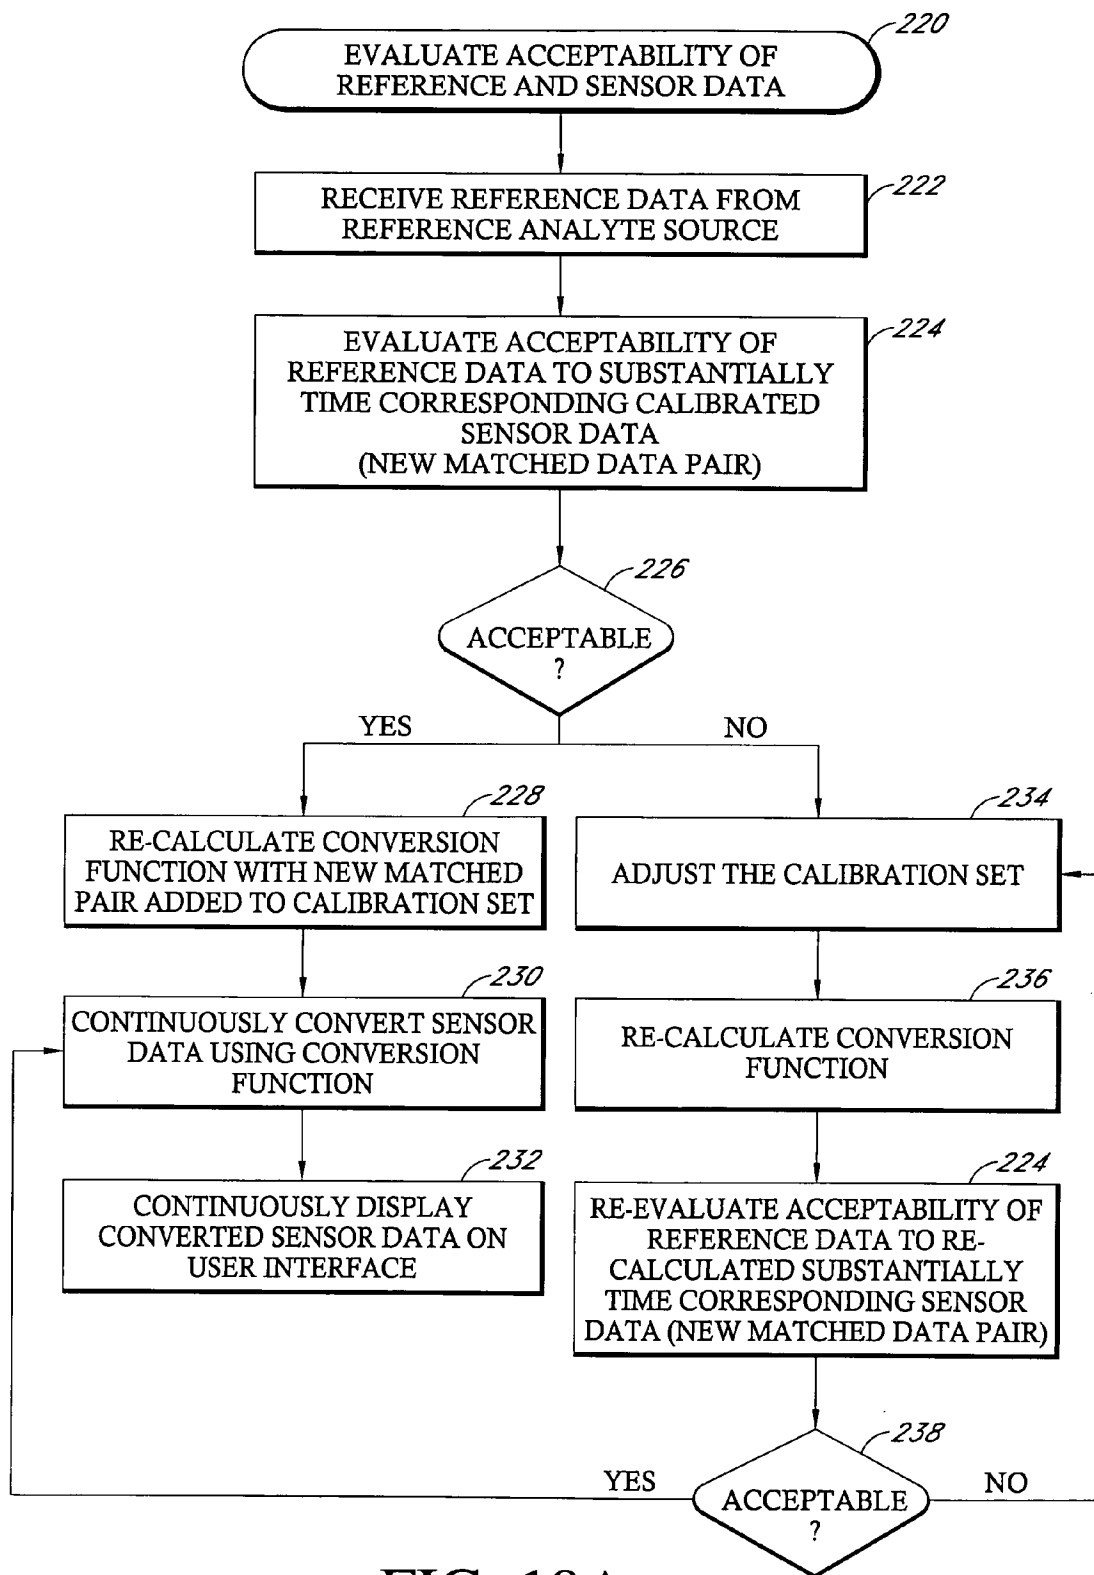 220
EVALUATE ACCEPTABILITY OF
REFERENCE AND SENSOR DATA
222
RECEIVE REFERENCE DATA FROM
REFERENCE ANALYTE SOURCE
224
EVALUATE ACCEPTABILITY OF
REFERENCE DATA TO SUBSTANTIALLY
TIME CORRESPONDING CALIBRATED
SENSOR DATA
(NEW MATCHED DATA PAIR)
226
ACCEPTABLE
?
YES
NO
228
RE-CALCULATE CONVERSION
FUNCTION WITH NEW MATCHED
PAIR ADDED TO CALIBRATION SET
230
CONTINUOUSLY CONVERT SENSOR
DATA USING CONVERSION
FUNCTION
232
CONTINUOUSLY DISPLAY
CONVERTED SENSOR DATA ON
USER INTERFACE
234
ADJUST THE CALIBRATION SET
236
RE-CALCULATE CONVERSION
FUNCTION
224
RE-EVALUATE ACCEPTABILITY OF
REFERENCE DATA TO RE-
CALCULATED SUBSTANTIALLY
TIME CORRESPONDING SENSOR
DATA (NEW MATCHED DATA PAIR)
238
ACCEPTABLE
?
YES
NO